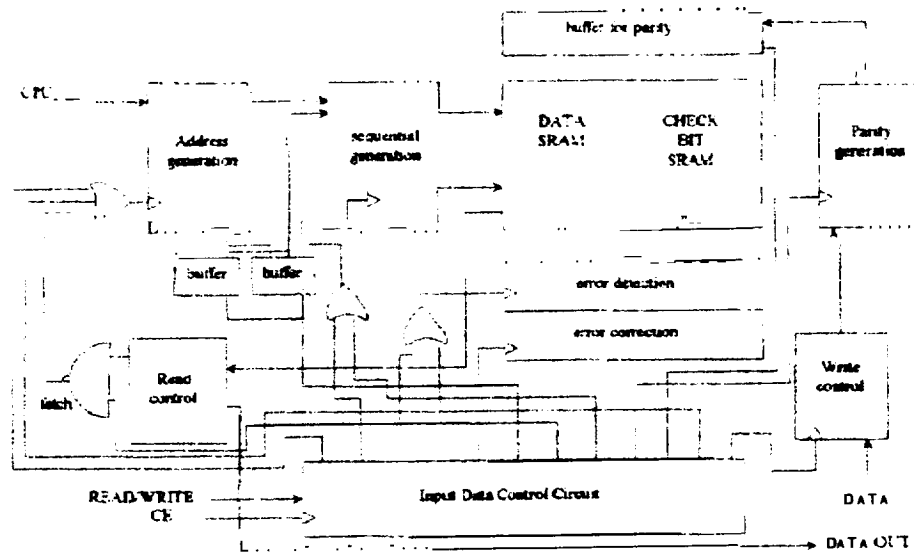 buffer for parity
CPU
Address
generation
sequential
generation
DATA
SRAM
CHECK
BIT
SRAM
Parity
generation
buffer
buffer
error detection
error correction
fetch
Read
control
Write
control
READ/WRITE
CE
Input Data Control Circuit
DATA
DATA OUT